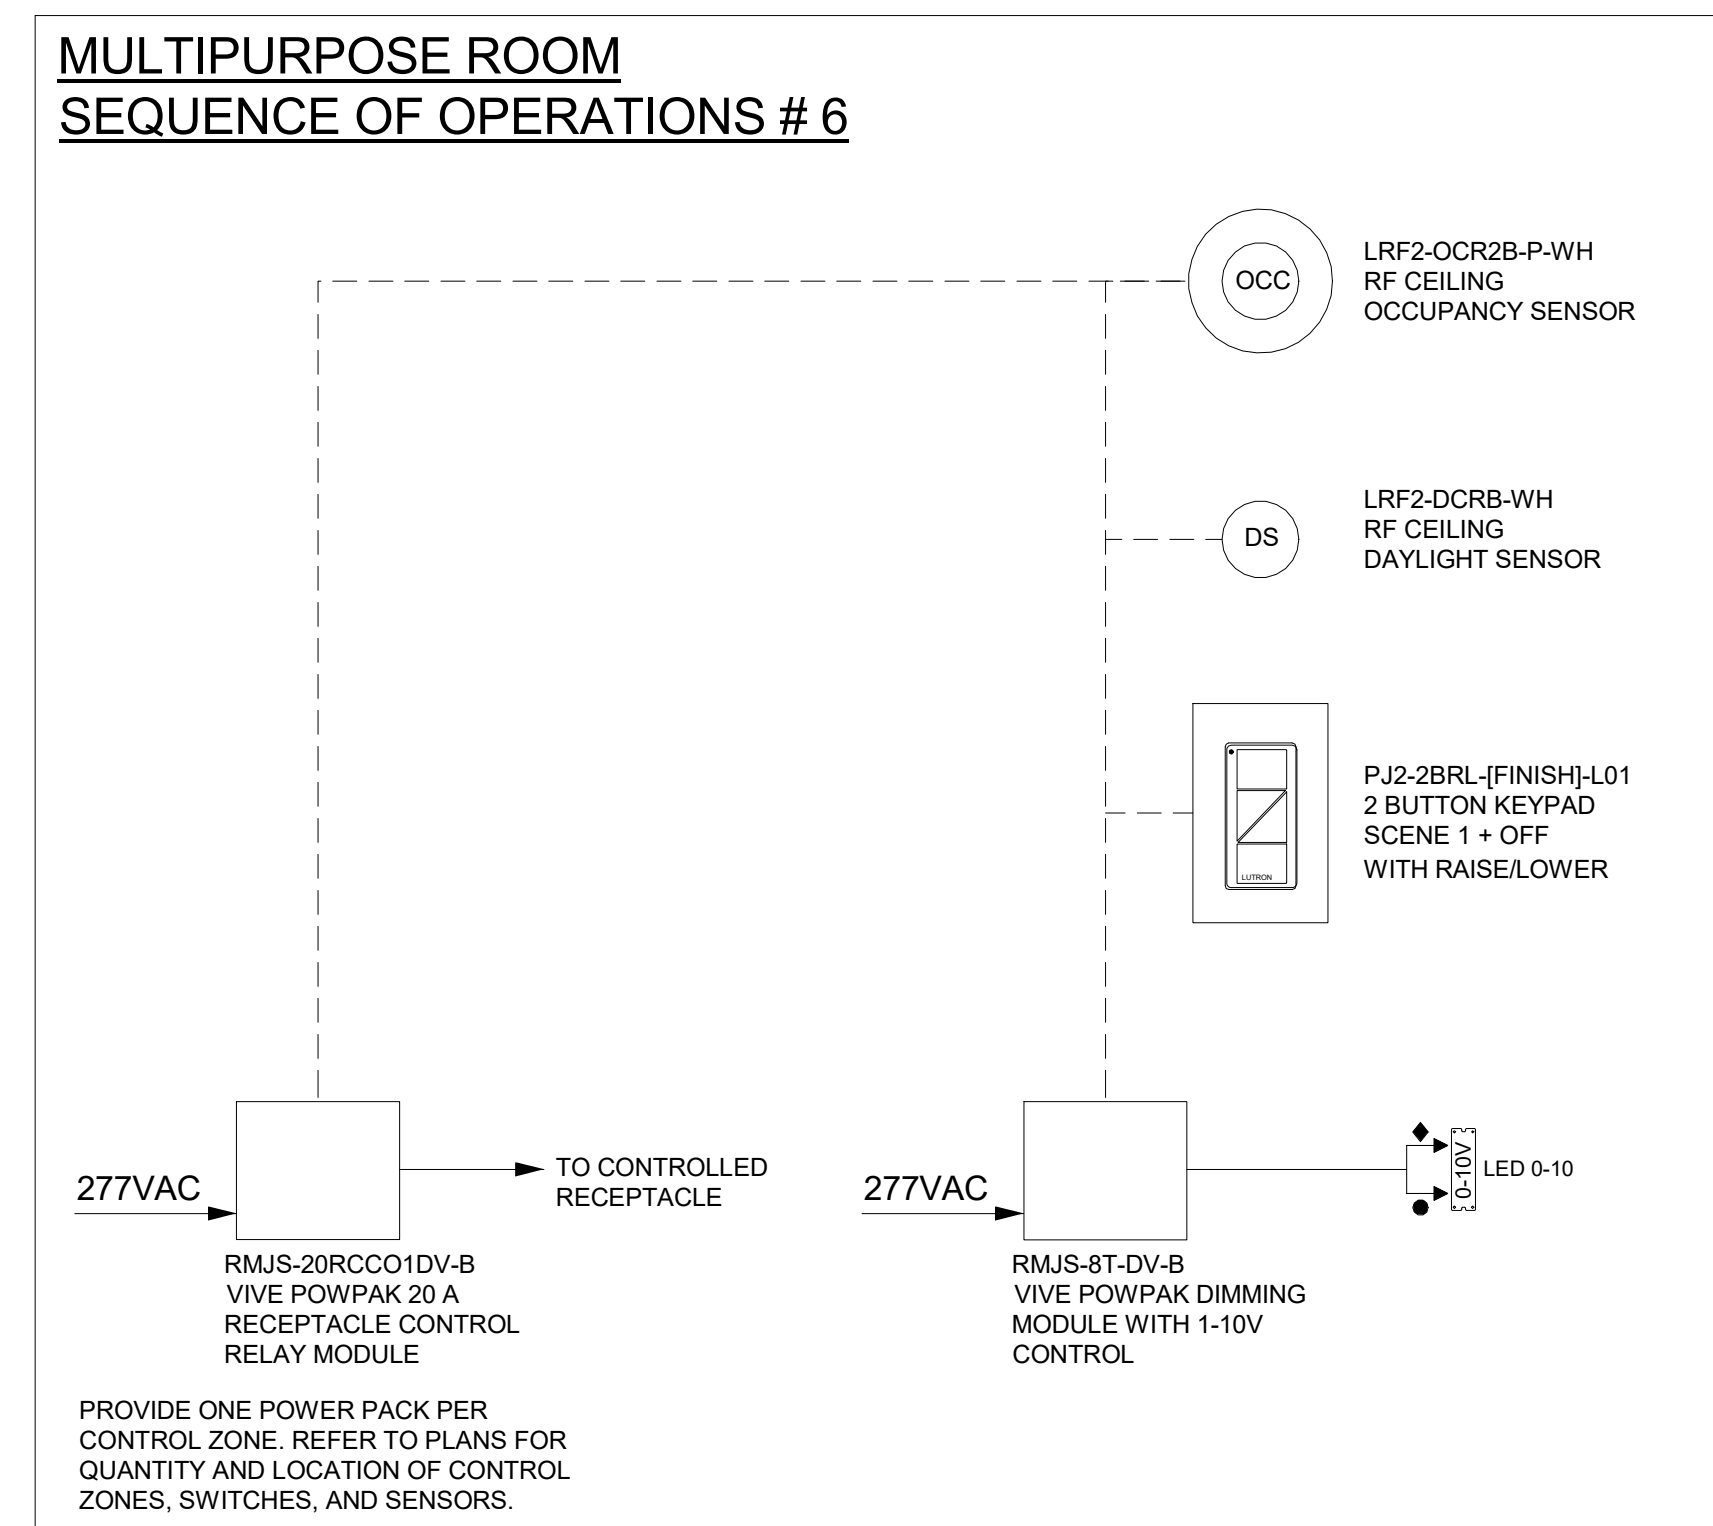 MULTIPURPOSE ROOM
SEQUENCE OF OPERATIONS # 6
OCC
LRF2-OCR2B-P-WH
RF CEILING
OCCUPANCY SENSOR
DS
LRF2-DCRB-WH
RF CEILING
DAYLIGHT SENSOR
LUTRON
PJ2-2BRL-[FINISH]-L01
2 BUTTON KEYPAD
SCENE 1 + OFF
WITH RAISE/LOWER
277VAC
TO CONTROLLED
RECEPTACLE
RMJS-20RCCO1DV-B
VIVE POWPAK 20 A
RECEPTACLE CONTROL
RELAY MODULE
277VAC
0-10V
LED 0-10
RMJS-8T-DV-B
VIVE POWPAK DIMMING
MODULE WITH 1-10V
CONTROL
PROVIDE ONE POWER PACK PER
CONTROL ZONE. REFER TO PLANS FOR
QUANTITY AND LOCATION OF CONTROL
ZONES, SWITCHES, AND SENSORS.